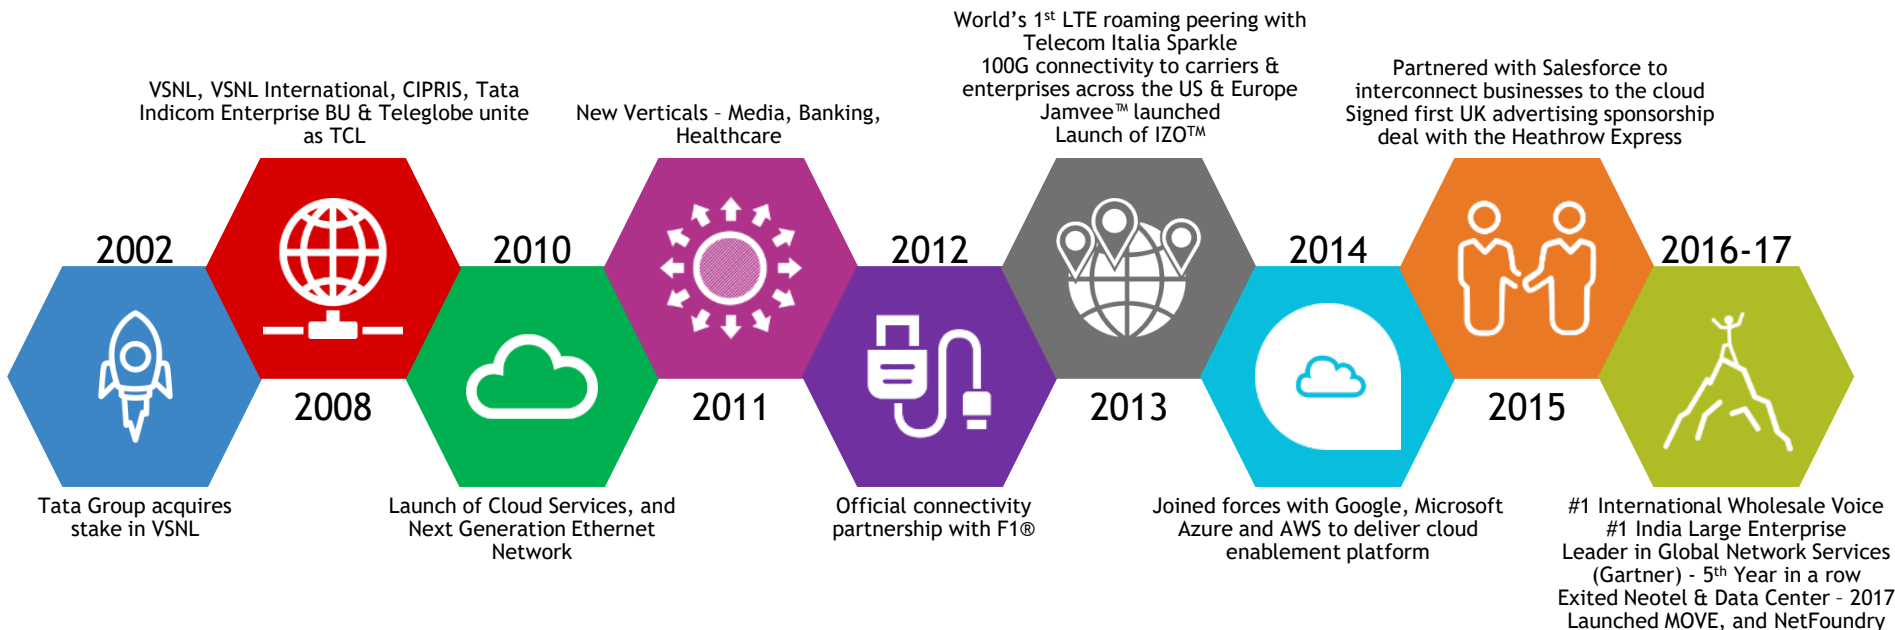 2002
Tata Group acquires
stake in VSNL
VSNL, VSNL International, CIPRIS, Tata
Indicom Enterprise BU & Teleglobe unite
as TCL
2008
2010
Launch of Cloud Services, and
Next Generation Ethernet
Network
New Verticals – Media, Banking,
Healthcare
2011
2012
Official connectivity
partnership with F1®
World’s 1st LTE roaming peering with
Telecom Italia Sparkle
100G connectivity to carriers &
enterprises across the US & Europe
Jamvee™ launched
Launch of IZO™
2013
2014
Joined forces with Google, Microsoft
Azure and AWS to deliver cloud
enablement platform
Partnered with Salesforce to
interconnect businesses to the cloud
Signed first UK advertising sponsorship
deal with the Heathrow Express
2015
2016-17
#1 International Wholesale Voice
#1 India Large Enterprise
Leader in Global Network Services
(Gartner) - 5th Year in a row
Exited Neotel & Data Center – 2017
Launched MOVE, and NetFoundry